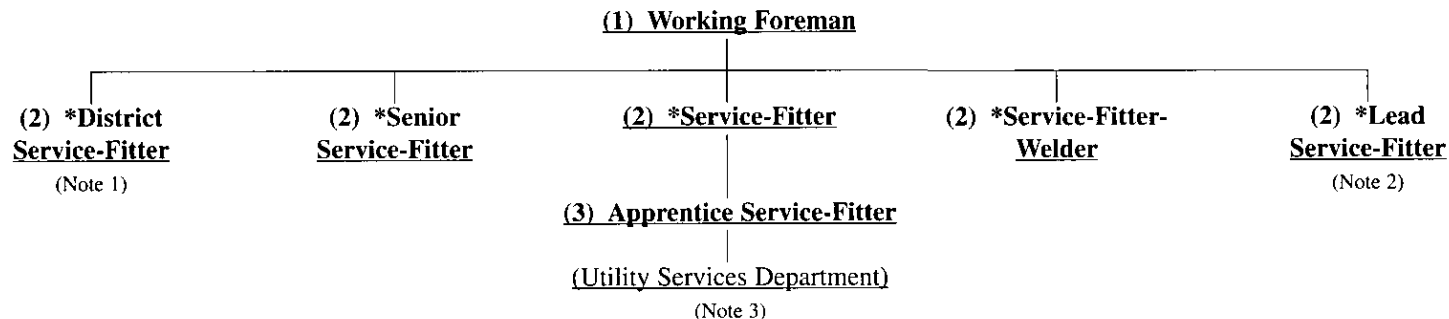 (1) Working Foreman
(2) *District
Service-Fitter
(Note 1)
(2) *Senior
Service-Fitter
(2) *Service-Fitter
(2) *Service-Fitter-
Welder
(2) *Lead
Service-Fitter
(Note 2)
(3) Apprentice Service-Fitter
(Utility Services Department)
(Note 3)